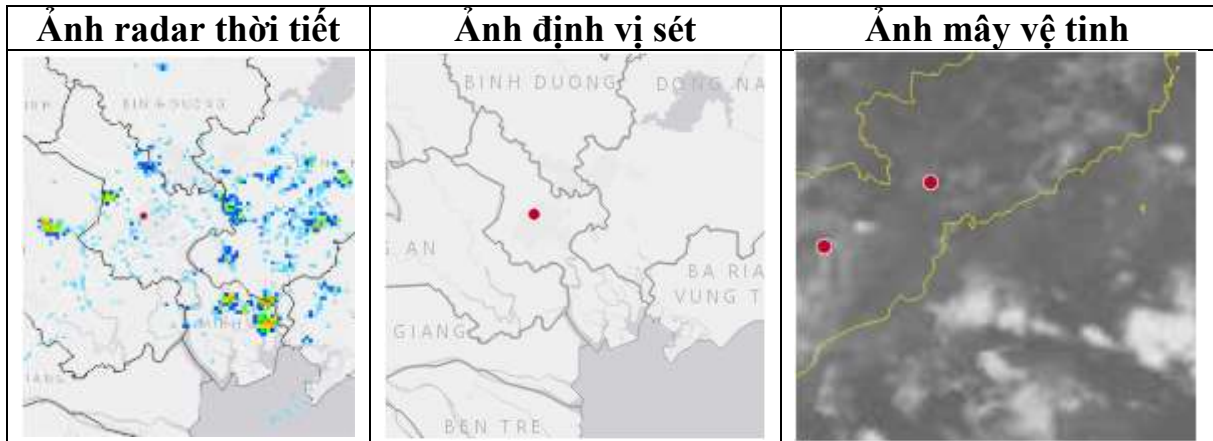 Ảnh radar thời tiết
Ảnh định vị sét
Ảnh mây vệ tinh
BINH DUONG
DONG NA
AN
BA RIA
VUNG T
GIANG
BEN TRE